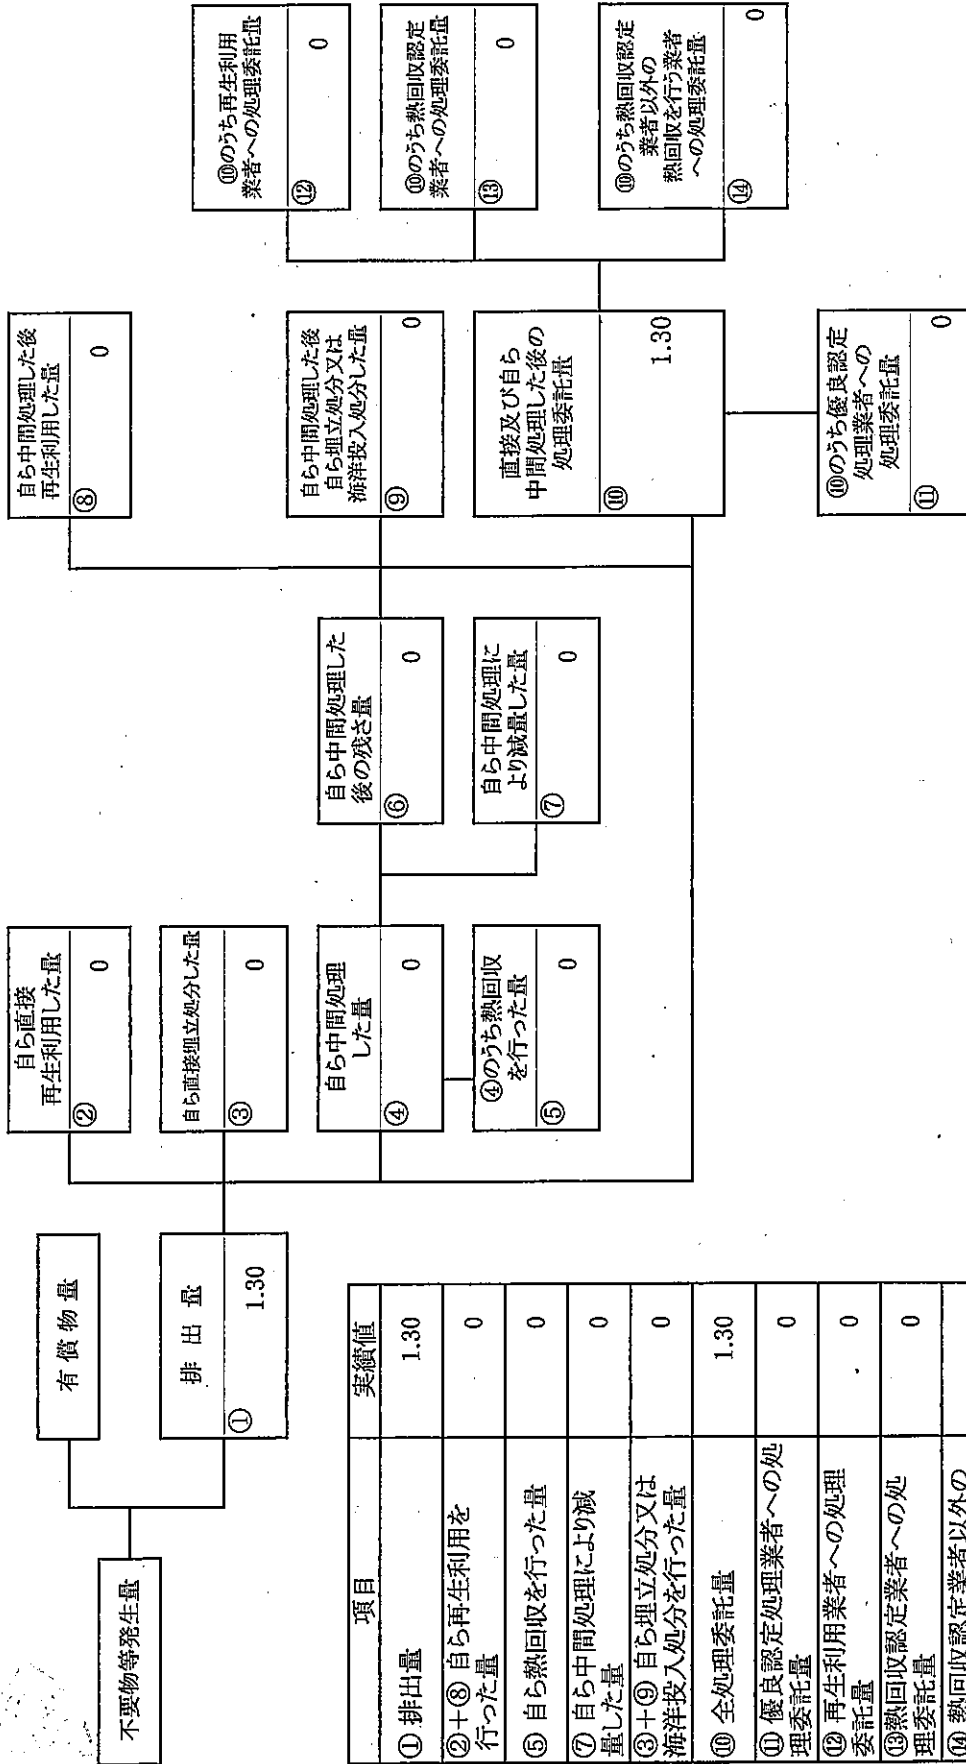 不要物等発生量
有償物量
排出量
① 1.30
自ら直接
再生利用した量
② 0
自ら直接埋立処分した量
③ 0
自ら中間処理
した量
④ 0
④のうち熱回収
を行った量
⑤ 0
自ら中間処理した
後の残さ量
⑥ 0
自ら中間処理に
より減量した量
⑦ 0
自ら中間処理した後
再生利用した量
⑧ 0
自ら中間処理した後
自ら埋立処分又は
海洋投入処分した量
⑨ 0
直接及び自ら
中間処理した後の
処理委託量
⑩ 1.30
⑩のうち優良認定
処理業者への
処理委託量
⑪ 0
⑩のうち再生利用
業者への処理委託量
⑫ 0
⑩のうち熱回収認定
業者への処理委託量
⑬ 0
⑩のうち熱回収認定
業者以外の
熱回収を行う業者
への処理委託量
⑭ 0
項目 実績値
①排出量 1.30
②+⑧ 自ら再生利用を
行った量 0
⑤ 自ら熱回収を行った量 0
⑦ 自ら中間処理により減
量した量 0
③+⑨ 自ら埋立処分又は
海洋投入処分を行った量 0
⑩ 全処理委託量 1.30
⑪ 優良認定処理業者への処
理委託量 0
⑫ 再生利用業者への処理
委託量 0
⑬熱回収認定業者への処
理委託量 0
⑭ 熱回収認定業者以外の